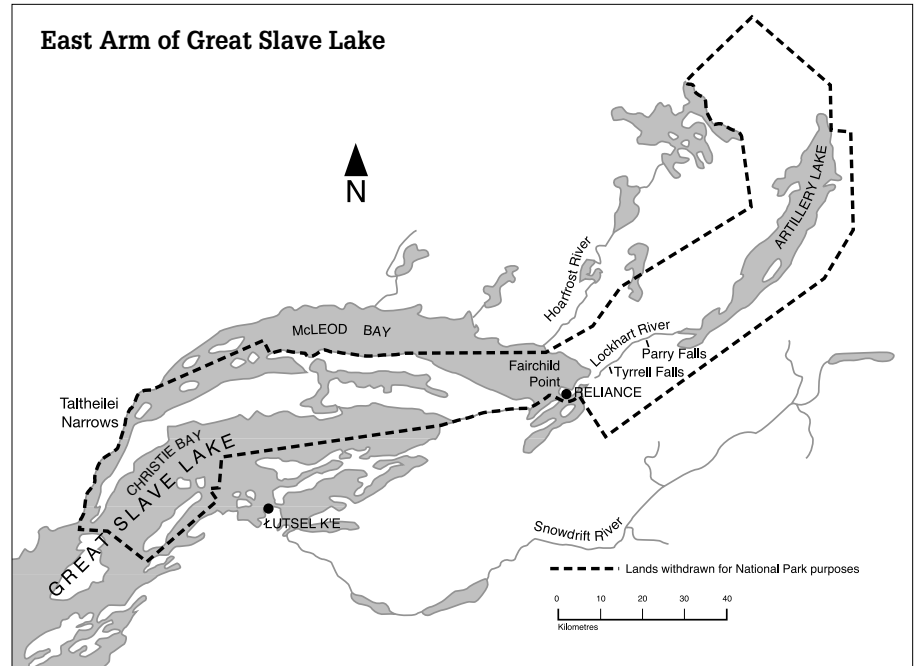 East Arm of Great Slave Lake
N
ARTILLERY LAKE
Hoarfrost River
McLEOD BAY
Lockhart River
Parry Falls
Tyrrell Falls
Fairchild
Point
RELIANCE
Taltheilei
Narrows
CHRISTIE BAY
GREAT SLAVE LAKE
ŁUTSEL K'E
Snowdrift River
Lands withdrawn for National Park purposes
0 10 20 30 40
Kilometres